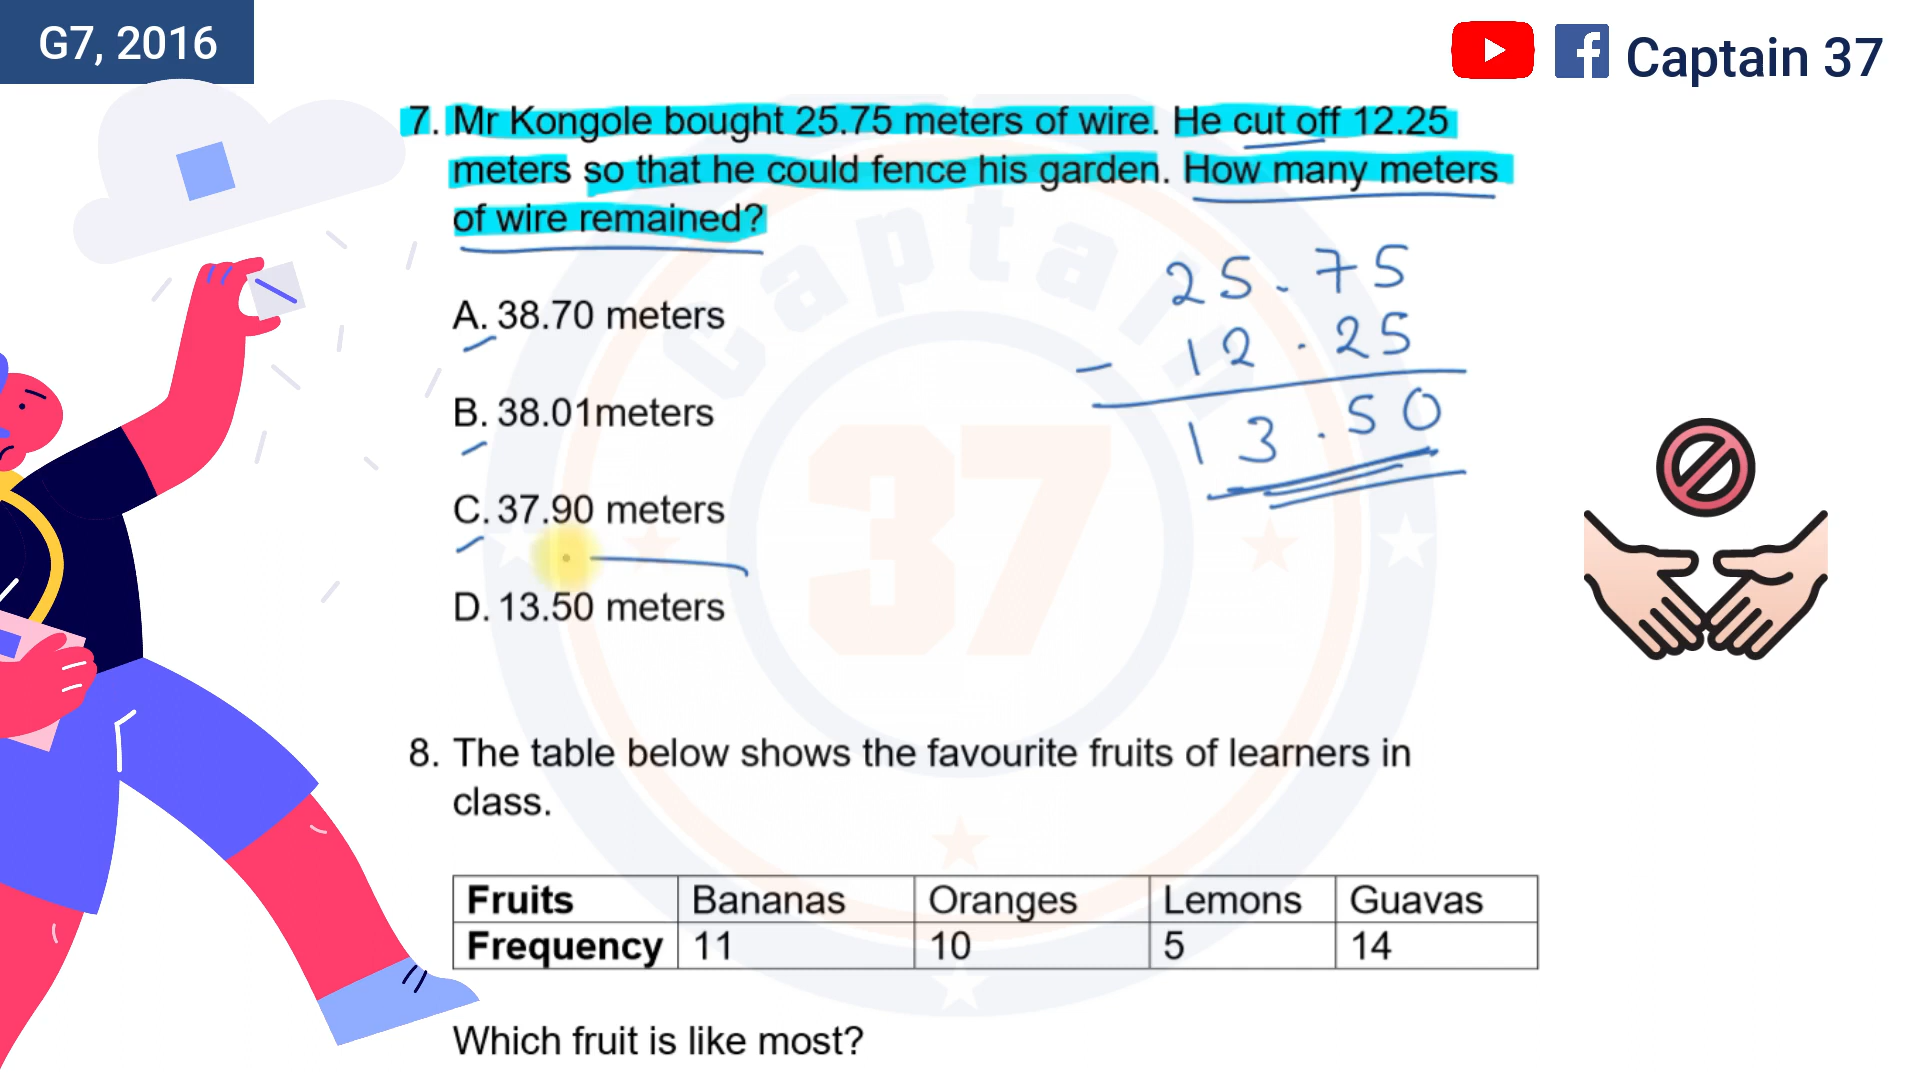 G7, 2016
Captain 37
7. Mr Kongole bought 25.75 meters of wire. He cut off 12.25
meters so that he could fence his garden. How many meters
of wire remained?
25.75
A. 38.70 meters
- 12.25
B. 38.01meters
13.50
C. 37.90 meters
D. 13.50 meters
Captain
37
8. The table below shows the favourite fruits of learners in
class.
Fruits Bananas Oranges Lemons Guavas
Frequency 11 10 5 14
Which fruit is like most?